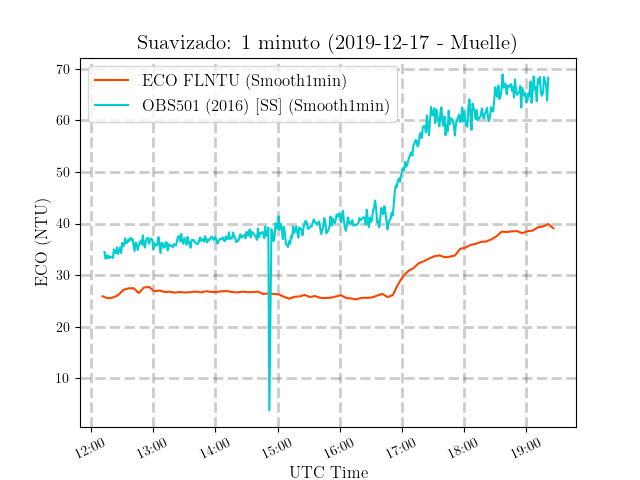 Suavizado: 1 minuto (2019-12-17 - Muelle)
ECO FLNTU (Smooth1min)
OBS501 (2016) [SS] (Smooth1min)
70
60
50
40
30
20
10
ECO (NTU)
12:00 13:00 14:00 15:00 16:00 17:00 18:00 19:00
UTC Time